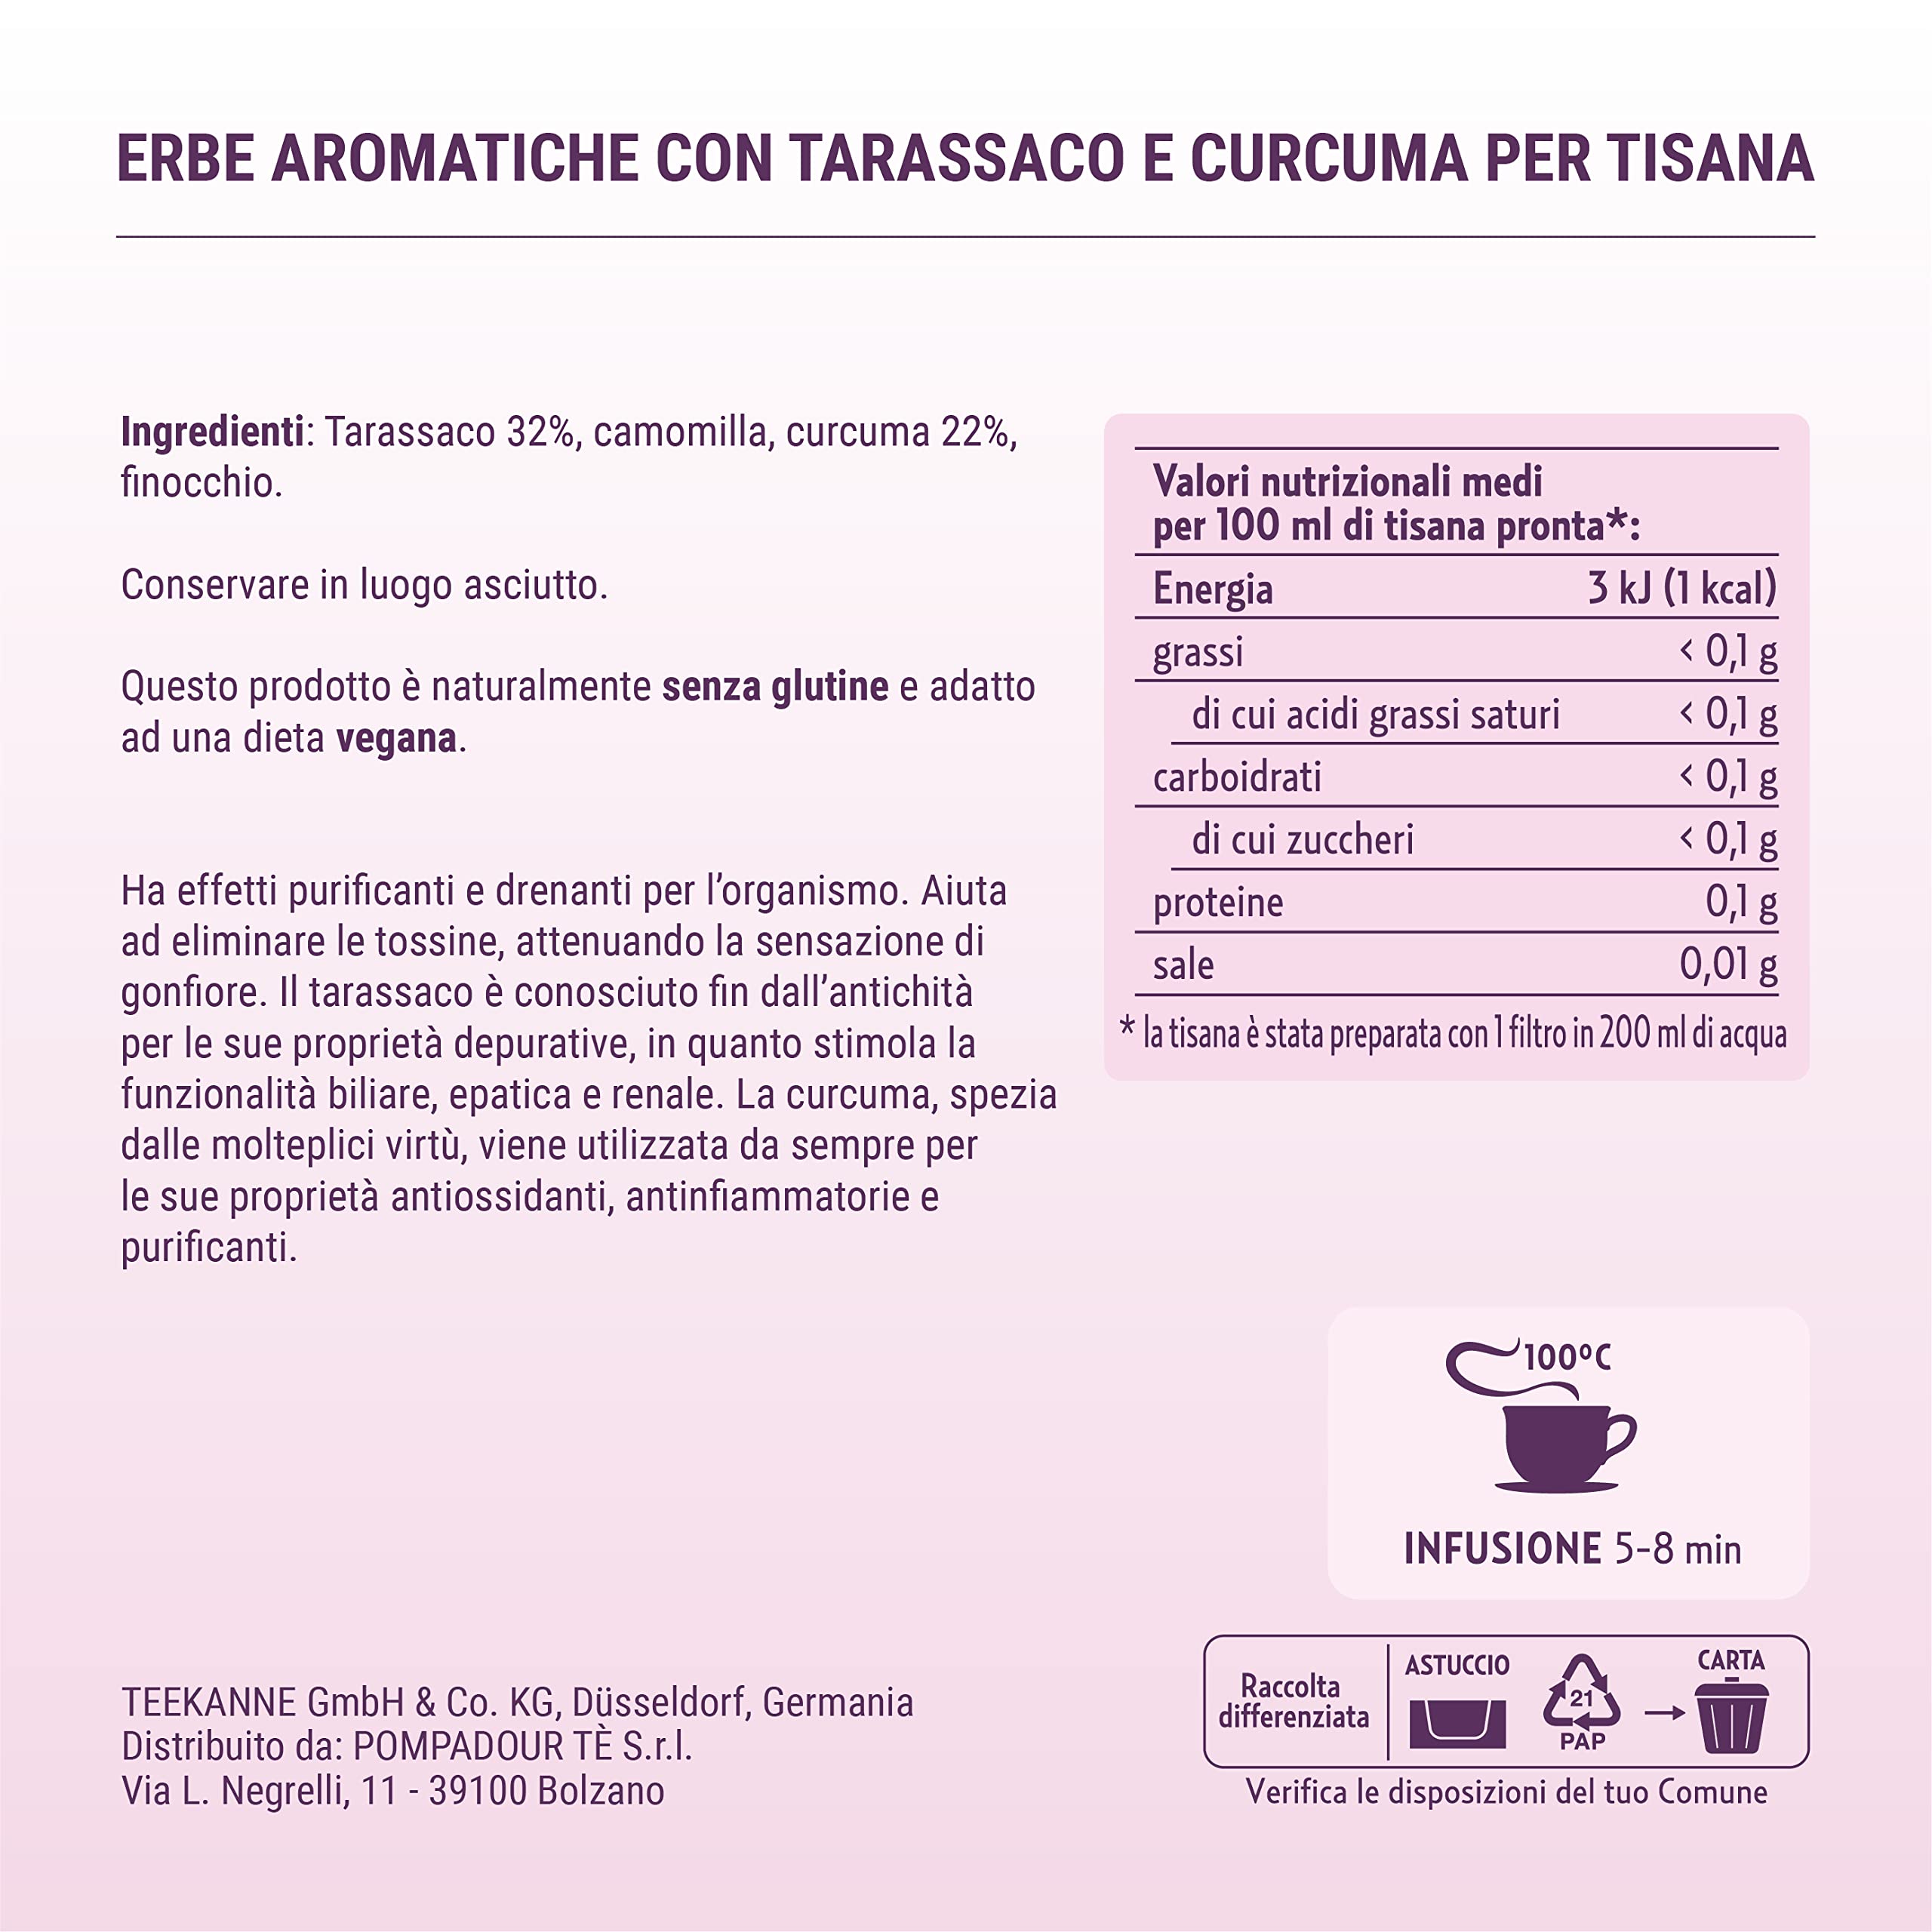 ERBE AROMATICHE CON TARASSACO E CURCUMA PER TISANA
Ingredienti: Tarassaco 32%, camomilla, curcuma 22%,
finocchio.
Conservare in luogo asciutto.
Questo prodotto è naturalmente senza glutine e adatto
ad una dieta vegana.
Ha effetti purificanti e drenanti per l’organismo. Aiuta
ad eliminare le tossine, attenuando la sensazione di
gonfiore. Il tarassaco è conosciuto fin dall’antichità
per le sue proprietà depurative, in quanto stimola la
funzionalità biliare, epatica e renale. La curcuma, spezia
dalle molteplici virtù, viene utilizzata da sempre per
le sue proprietà antiossidanti, antinfiammatorie e
purificanti.
Valori nutrizionali medi
per 100 ml di tisana pronta*:
Energia 3 kJ (1 kcal)
grassi < 0,1 g
di cui acidi grassi saturi < 0,1 g
carboidrati < 0,1 g
di cui zuccheri < 0,1 g
proteine 0,1 g
sale 0,01 g
* la tisana è stata preparata con 1 filtro in 200 ml di acqua
100°C
INFUSIONE 5-8 min
TEEKANNE GmbH & Co. KG, Düsseldorf, Germania
Distribuito da: POMPADOUR TÈ S.r.l.
Via L. Negrelli, 11 - 39100 Bolzano
Raccolta
differenziata
ASTUCCIO
21
PAP
CARTA
Verifica le disposizioni del tuo Comune